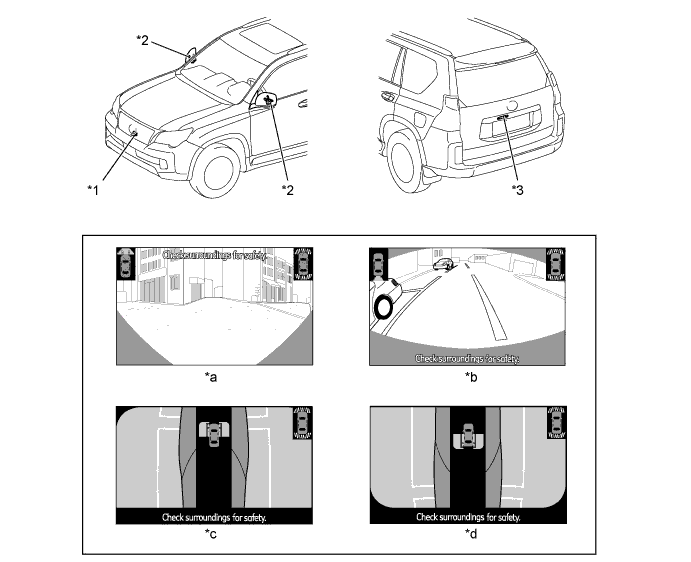 *2
*1
*2
*3
Check surroundings for safety.
*a
Check surroundings for safety.
*b
Check surroundings for safety.
*c
Check surroundings for safety.
*d